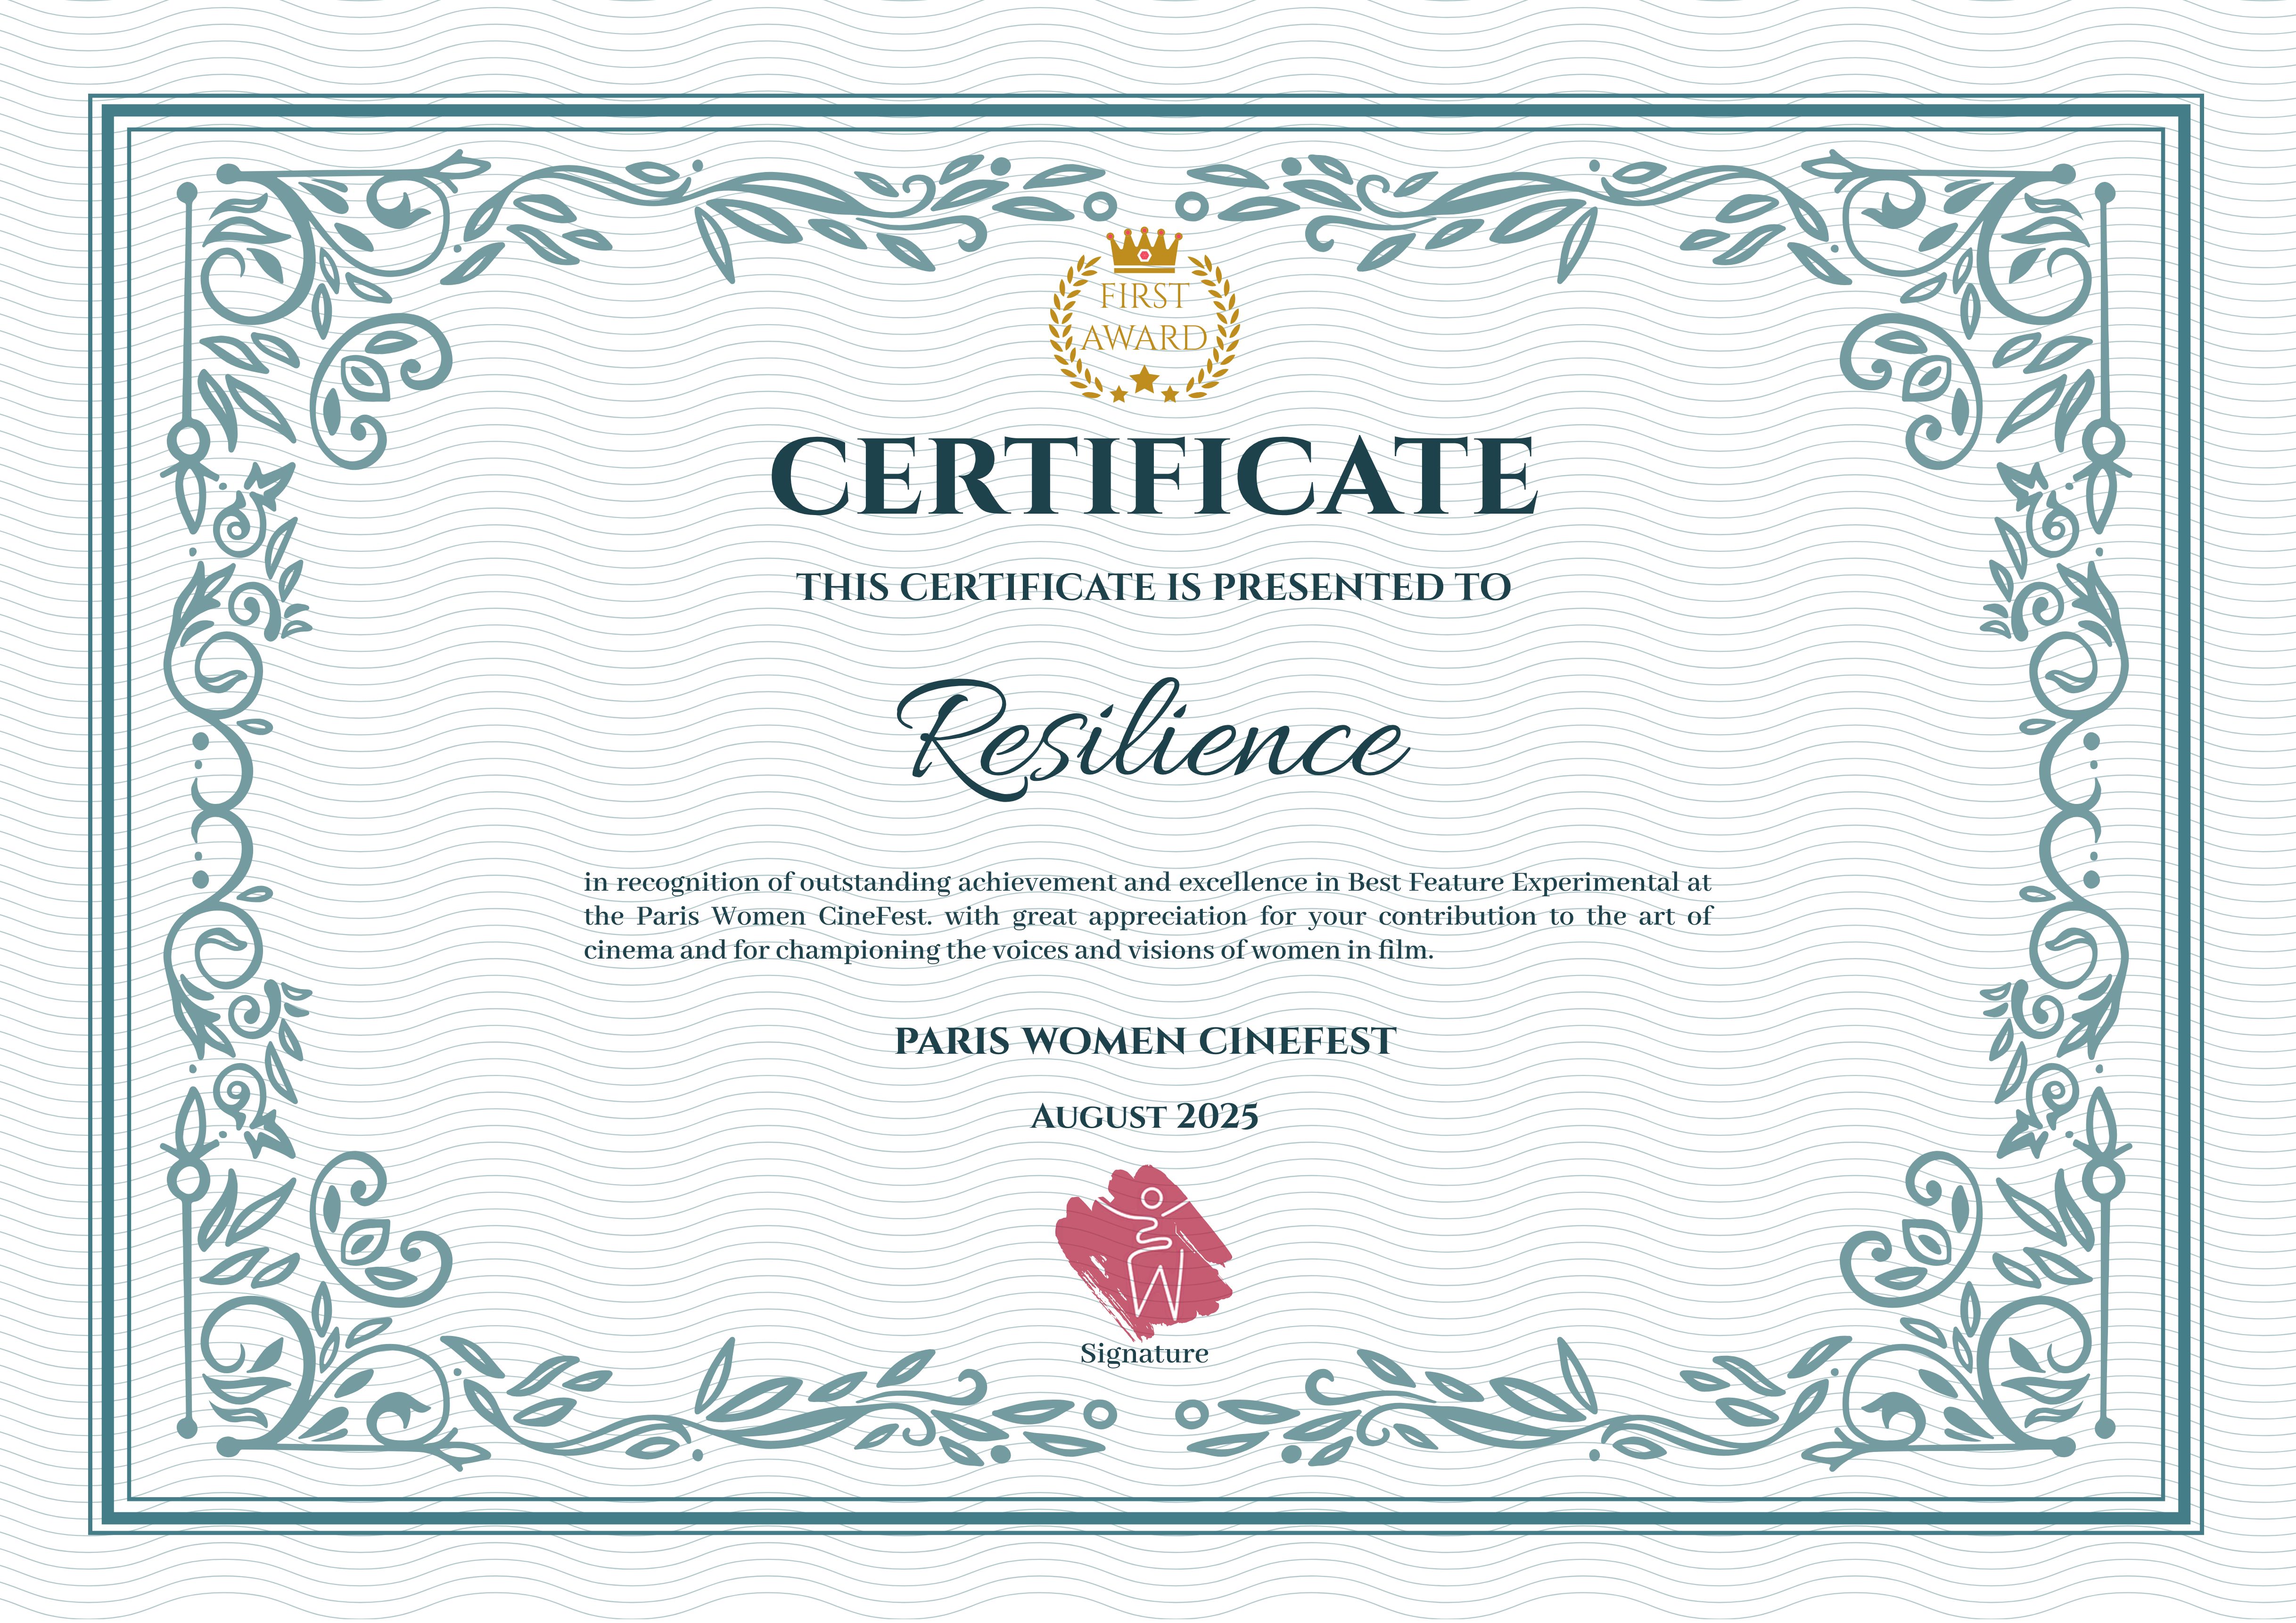 FIRST
AWARD
CERTIFICATE
THIS CERTIFICATE IS PRESENTED TO
Resilience
in recognition of outstanding achievement and excellence in Best Feature Experimental at
the Paris Women CineFest. with great appreciation for your contribution to the art of
cinema and for championing the voices and visions of women in film.
PARIS WOMEN CINEFEST
AUGUST 2025
W
Signature